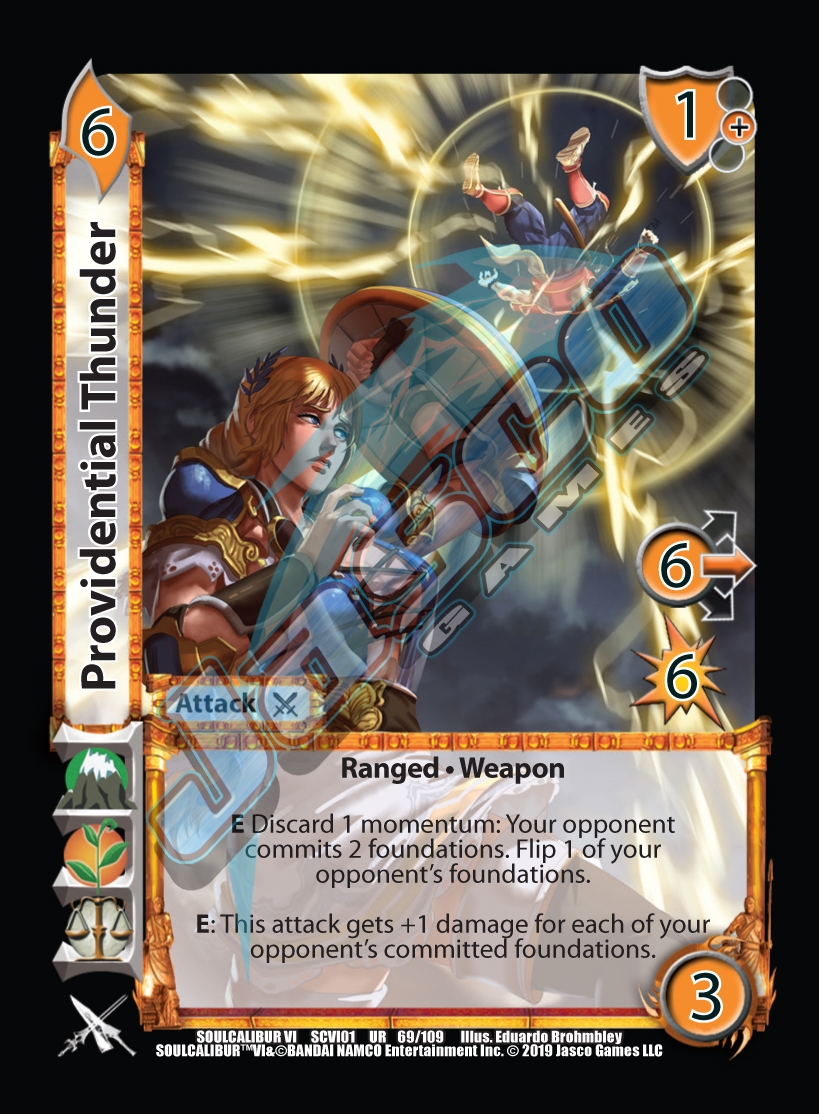 6
1
+
Providential Thunder
JASCO
GAMES
6
6
Attack
Ranged • Weapon
E Discard 1 momentum: Your opponent
commits 2 foundations. Flip 1 of your
opponent's foundations.
E: This attack gets +1 damage for each of your
opponent's committed foundations.
3
SOULCALIBUR VI SCVI01 UR 69/109 Illus. Eduardo Brohmbley
SOULCALIBUR™VI&©BANDAI NAMCO Entertainment Inc. © 2019 Jasco Games LLC